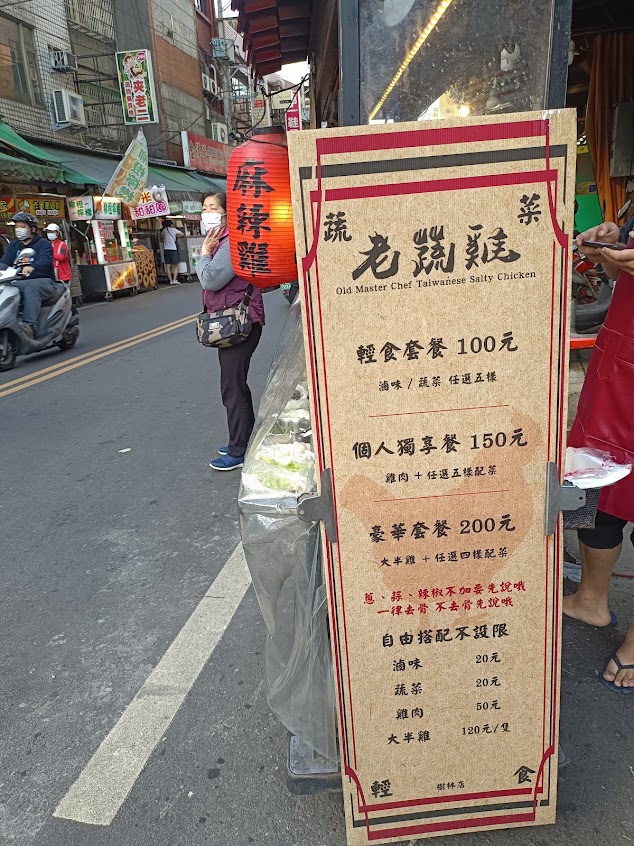 麻辣雞
蔬 菜
老蔬雞
Old Master Chef Taiwanese Salty Chicken
輕食套餐 100元
滷味 / 蔬菜 任選五樣
個人獨享餐 150元
雞肉 + 任選五樣配菜
豪華套餐 200元
大半雞 + 任選四樣配菜
蔥、蒜、辣椒不加要先說哦
一律去骨 不去骨先說哦
自由搭配不設限
滷味 20元
蔬菜 20元
雞肉 50元
大半雞 120元/隻
輕 樹林店 食